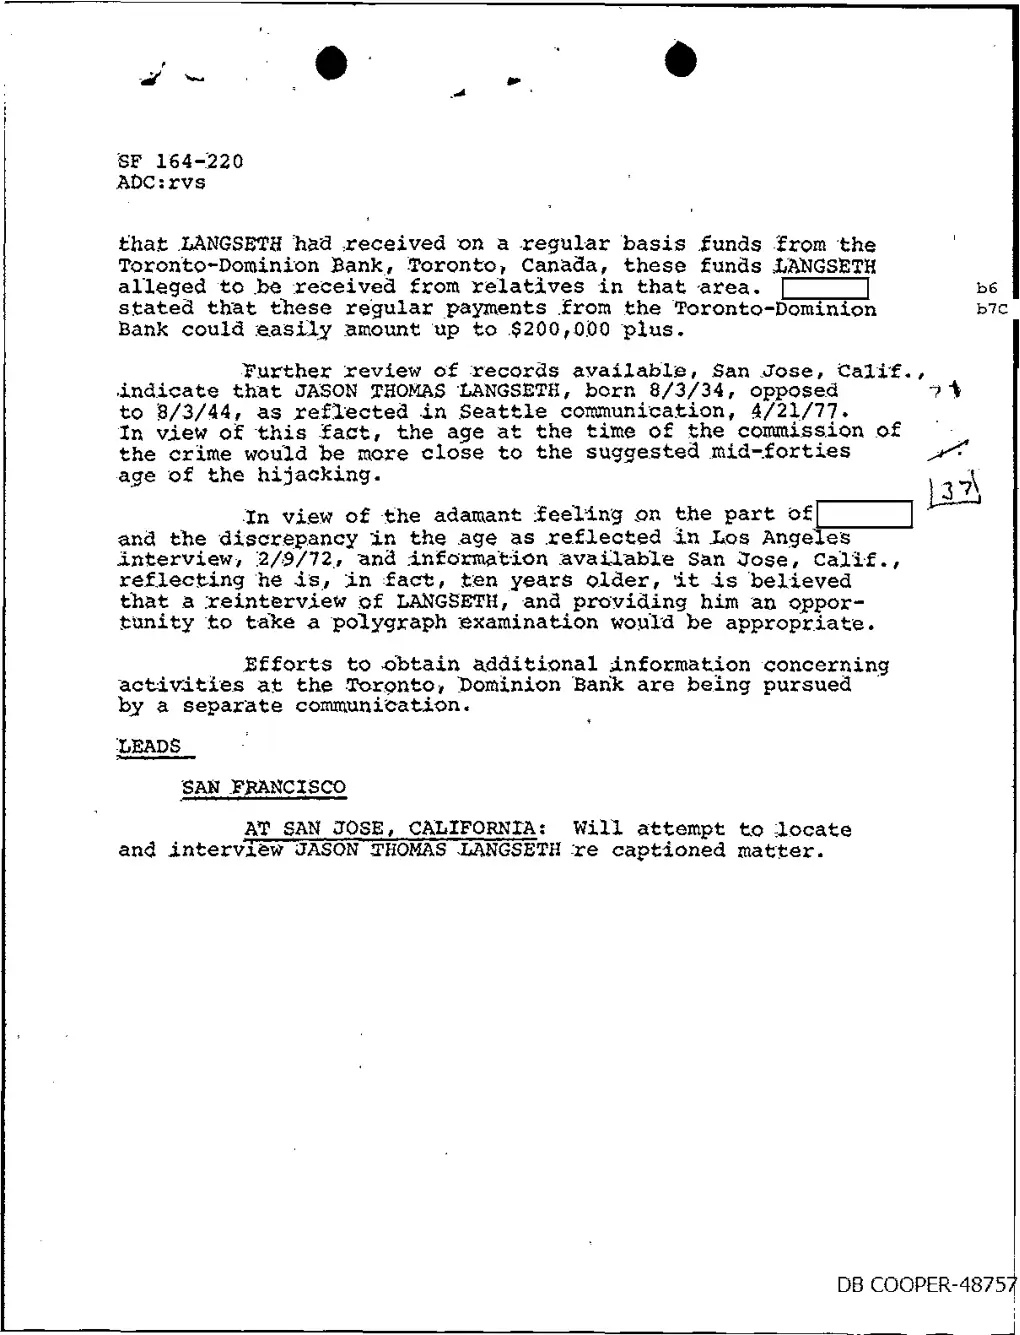 SF 164-220
ADC:rvs
that LANGSETH had received on a regular basis funds from the
Toronto-Dominion Bank, Toronto, Canada, these funds LANGSETH
alleged to be received from relatives in that area.
b6
stated that these regular payments from the Toronto-Dominion
b7C
Bank could easily amount up to $200,000 plus.
Further review of records available, San Jose, Calif.,
indicate that JASON THOMAS LANGSETH, born 8/3/34, opposed
to 8/3/44, as reflected in Seattle communication, 4/21/77.
In view of this fact, the age at the time of the commission of
the crime would be more close to the suggested mid-forties
age of the hijacking.
37
In view of the adamant feeling on the part of
and the discrepancy in the age as reflected in Los Angeles
interview, 2/9/72, and information available San Jose, Calif.,
reflecting he is, in fact, ten years older, it is believed
that a reinterview of LANGSETH, and providing him an oppor-
tunity to take a polygraph examination would be appropriate.
Efforts to obtain additional information concerning
activities at the Toronto, Dominion Bank are being pursued
by a separate communication.
LEADS
SAN FRANCISCO
AT SAN JOSE, CALIFORNIA: Will attempt to locate
and interview JASON THOMAS LANGSETH re captioned matter.
DB COOPER-48757